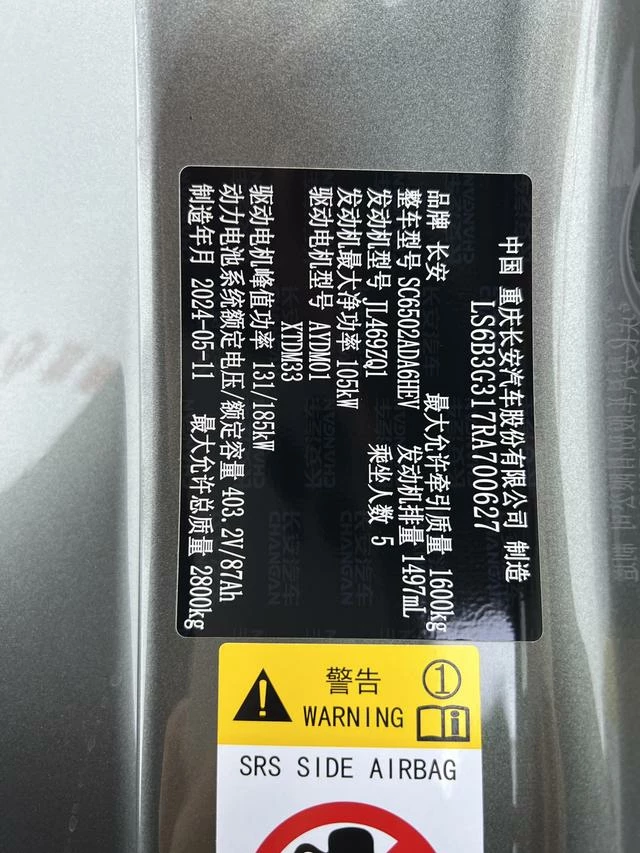 中国 重庆长安汽车股份有限公司 制造
LS6B3G317RA700627
品牌 长安 最大允许牵引质量 1600kg
整车型号 SC6502ADA6HEV 发动机排量 1497mL
发动机型号 JL469ZQ1 乘坐人数 5
发动机最大净功率 105kW
驱动电机型号 AYDM01
XTDM33
驱动电机峰值功率 131/185kW
动力电池系统额定电压/额定容量 403.2V/87Ah
制造年月 2024-05-11 最大允许总质量 2800kg
警告 1
WARNING
SRS SIDE AIRBAG